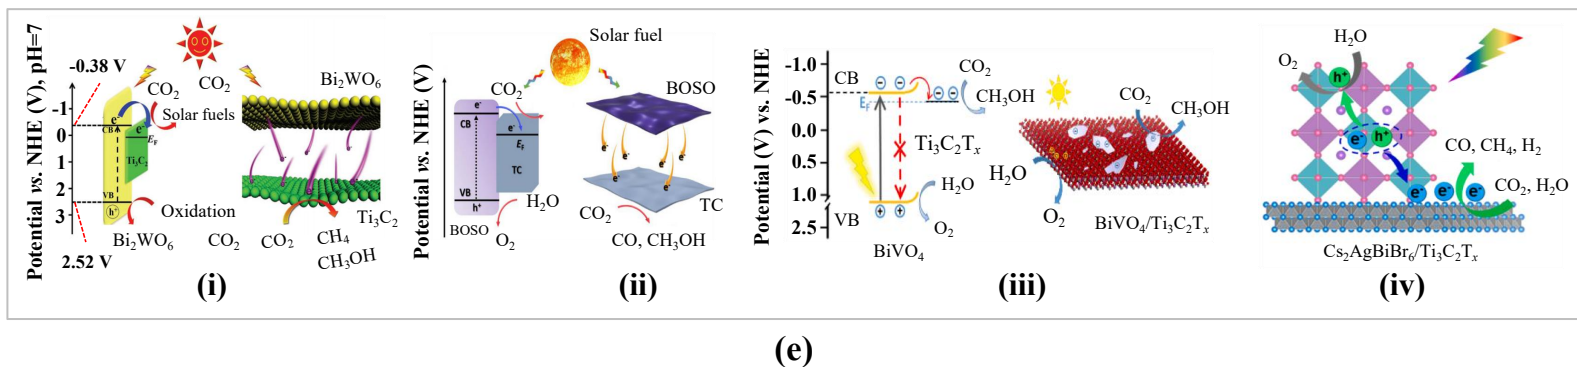 Potential vs. NHE (V), pH=7
-0.38 V
-1
0
1
2
3
2.52 V
CO₂
CO₂
Solar fuels
e⁻
CB
e⁻
E_F
Ti₃C₂
VB
h⁺
Oxidation
Bi₂WO₆
Bi₂WO₆
Ti₃C₂
CO₂
CO₂
CH₄
CH₃OH
(i)
Potential vs. NHE (V)
Solar fuel
CO₂
e⁻
CB
e⁻
E_F
TC
VB
h⁺
BOSO
H₂O
O₂
BOSO
e⁻
e⁻
e⁻
e⁻
TC
CO₂
CO, CH₃OH
(ii)
Potential (V) vs. NHE
-1.0
-0.5
0.0
0.5
1.0
2.5
CB
E_F
CO₂
CH₃OH
Ti₃C₂Tₓ
H₂O
O₂
VB
BiVO₄
CO₂
CH₃OH
H₂O
O₂
BiVO₄/Ti₃C₂Tₓ
(iii)
H₂O
O₂
h⁺
e⁻
h⁺
e⁻
e⁻
e⁻
CO, CH₄, H₂
CO₂, H₂O
Cs₂AgBiBr₆/Ti₃C₂Tₓ
(iv)
(e)